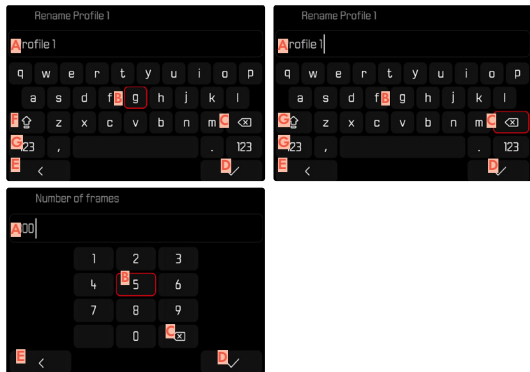 Rename Profile 1
A rofile 1
q w e r t y u i o p
a s d f B g h j k l
F z x c v b n m C
G 23 , . 123
E < D
Rename Profile 1
A rofile 1
q w e r t y u i o p
a s d f B g h j k l
G z x c v b n m C
G 23 , . 123
E < D
Number of frames
A 00
1 2 3
4 B 5 6
7 8 9
0 C
E < D